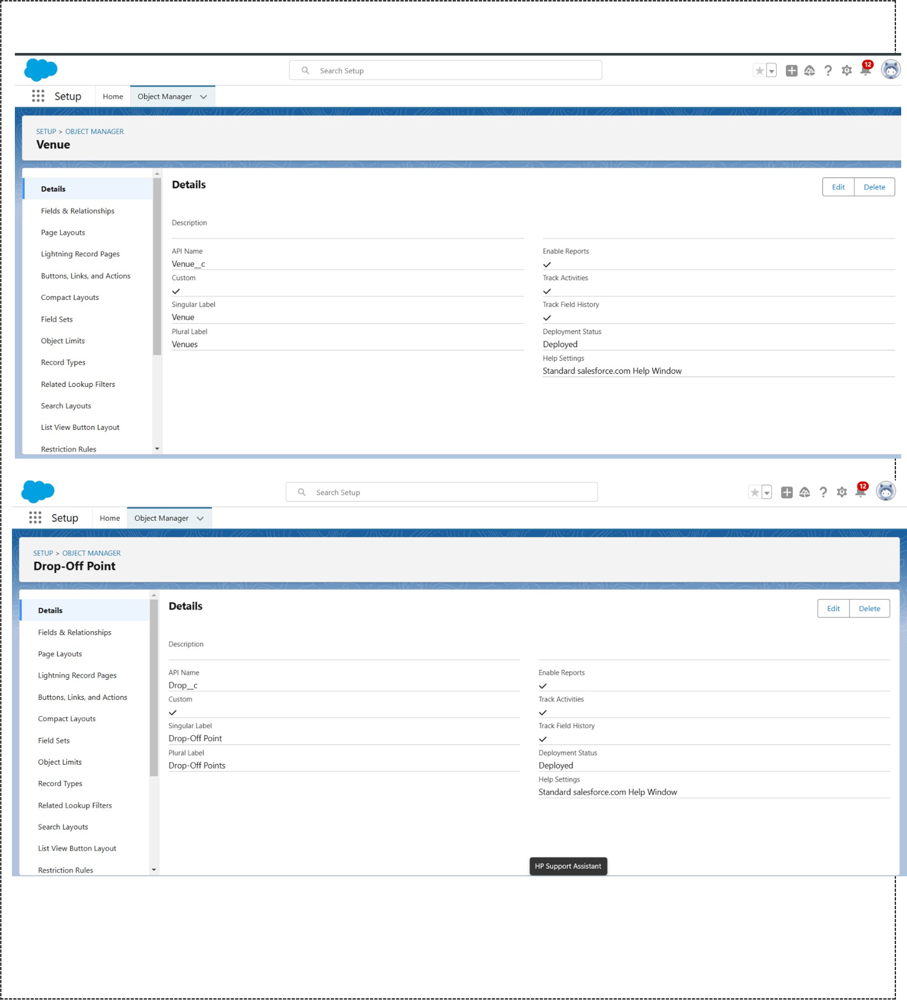 Search Setup
12
Setup Home Object Manager
SETUP > OBJECT MANAGER
Venue
Details
Fields & Relationships
Page Layouts
Lightning Record Pages
Buttons, Links, and Actions
Compact Layouts
Field Sets
Object Limits
Record Types
Related Lookup Filters
Search Layouts
List View Button Layout
Restriction Rules
Details
Edit Delete
Description
API Name
Venue__c
Custom
Singular Label
Venue
Plural Label
Venues
Enable Reports
Track Activities
Track Field History
Deployment Status
Deployed
Help Settings
Standard salesforce.com Help Window
Search Setup
12
Setup Home Object Manager
SETUP > OBJECT MANAGER
Drop-Off Point
Details
Fields & Relationships
Page Layouts
Lightning Record Pages
Buttons, Links, and Actions
Compact Layouts
Field Sets
Object Limits
Record Types
Related Lookup Filters
Search Layouts
List View Button Layout
Restriction Rules
Details
Edit Delete
Description
API Name
Drop__c
Custom
Singular Label
Drop-Off Point
Plural Label
Drop-Off Points
Enable Reports
Track Activities
Track Field History
Deployment Status
Deployed
Help Settings
Standard salesforce.com Help Window
HP Support Assistant